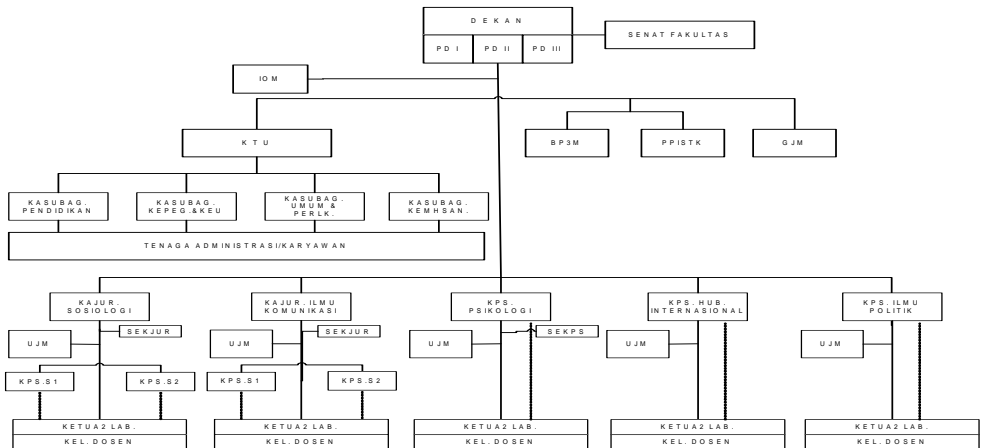 DEKAN
PD I PD II PD III
SENAT FAKULTAS
IOM
KTU
BP3M
PPISTK
GJM
KASUBAG.
PENDIDIKAN
KASUBAG.
KEPEG.&KEU
KASUBAG.
UMUM &
PERLK.
KASUBAG.
KEMHSAN.
TENAGA ADMINISTRASI/KARYAWAN
KAJUR.
SOSIOLOGI
KAJUR. ILMU
KOMUNIKASI
KPS.
PSIKOLOGI
KPS. HUB.
INTERNASIONAL
KPS. ILMU
POLITIK
SEKJUR
SEKJUR
SEKPS
UJM
UJM
UJM
UJM
UJM
KPS.S1
KPS.S2
KPS.S1
KPS.S2
KETUA2 LAB.
KEL. DOSEN
KETUA2 LAB.
KEL. DOSEN
KETUA2 LAB.
KEL. DOSEN
KETUA2 LAB.
KEL. DOSEN
KETUA2 LAB.
KEL. DOSEN